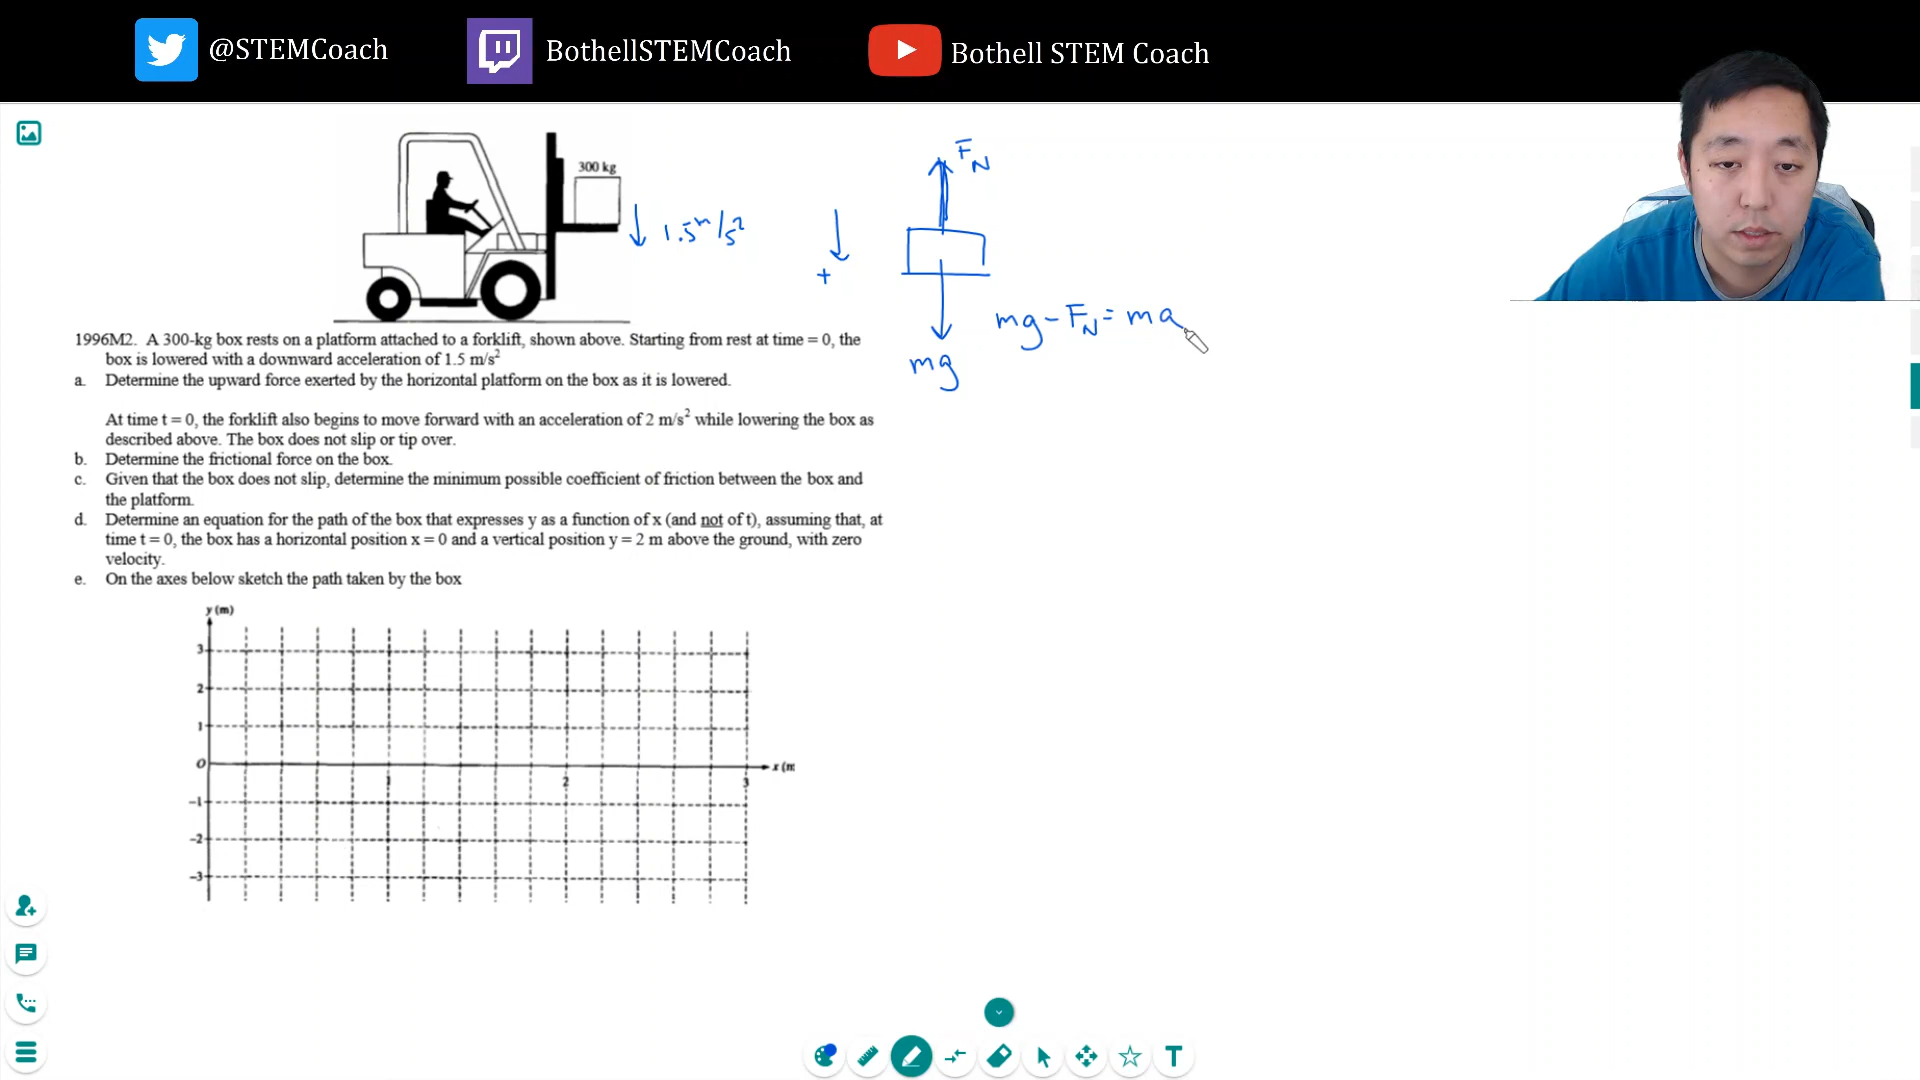 @STEMCoach
BothellSTEMCoach
Bothell STEM Coach
300 kg
1.5 m/s²
+
F_N
mg
mg - F_N = ma
1996M2. A 300-kg box rests on a platform attached to a forklift, shown above. Starting from rest at time = 0, the
box is lowered with a downward acceleration of 1.5 m/s²
a. Determine the upward force exerted by the horizontal platform on the box as it is lowered.
At time t = 0, the forklift also begins to move forward with an acceleration of 2 m/s² while lowering the box as
described above. The box does not slip or tip over.
b. Determine the frictional force on the box.
c. Given that the box does not slip, determine the minimum possible coefficient of friction between the box and
the platform.
d. Determine an equation for the path of the box that expresses y as a function of x (and not of t), assuming that, at
time t = 0, the box has a horizontal position x = 0 and a vertical position y = 2 m above the ground, with zero
velocity.
e. On the axes below sketch the path taken by the box
y (m)
3
2
1
O
x (m
1
2
3
-1
-2
-3
T